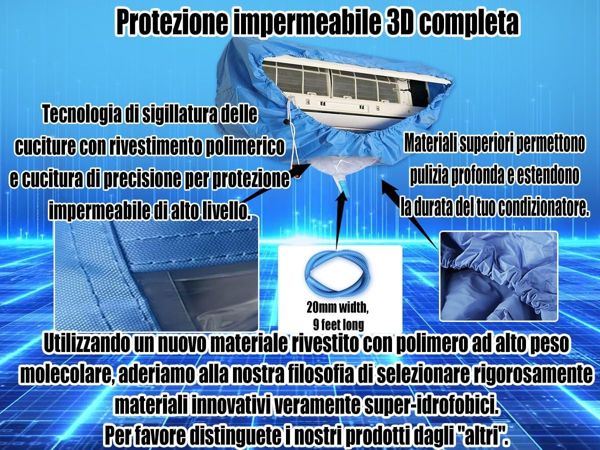 Protezione impermeabile 3D completa
Tecnologia di sigillatura delle
cuciture con rivestimento polimerico
e cucitura di precisione per protezione
impermeabile di alto livello.
Materiali superiori permettono
pulizia profonda e estendono
la durata del tuo condizionatore.
20mm width,
9 feet long
Utilizzando un nuovo materiale rivestito con polimero ad alto peso
molecolare, aderiamo alla nostra filosofia di selezionare rigorosamente
materiali innovativi veramente super-idrofobici.
Per favore distinguete i nostri prodotti dagli "altri".